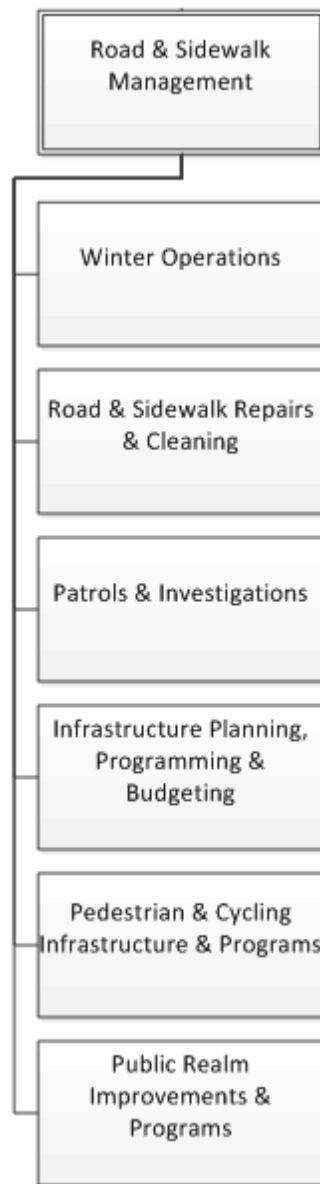 Road & Sidewalk
Management
Winter Operations
Road & Sidewalk Repairs
& Cleaning
Patrols & Investigations
Infrastructure Planning,
Programming &
Budgeting
Pedestrian & Cycling
Infrastructure & Programs
Public Realm
Improvements &
Programs